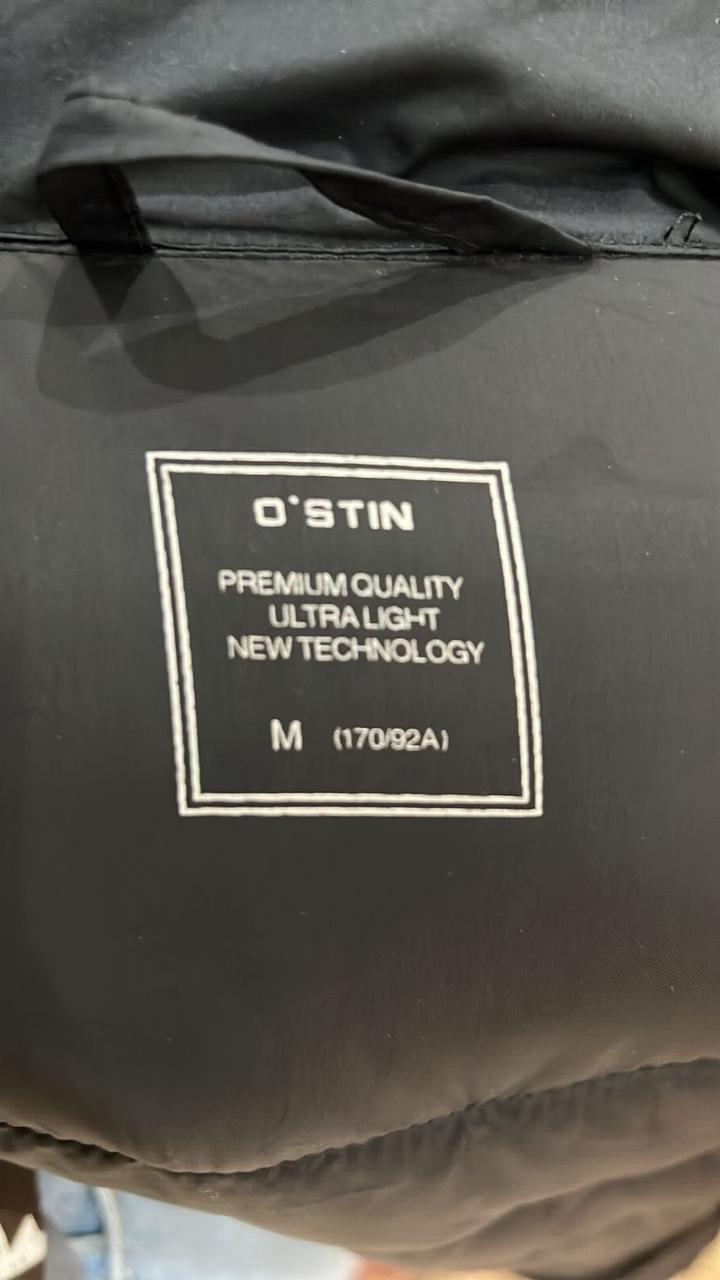 O'STIN
PREMIUM QUALITY
ULTRA LIGHT
NEW TECHNOLOGY
M (170/92A)